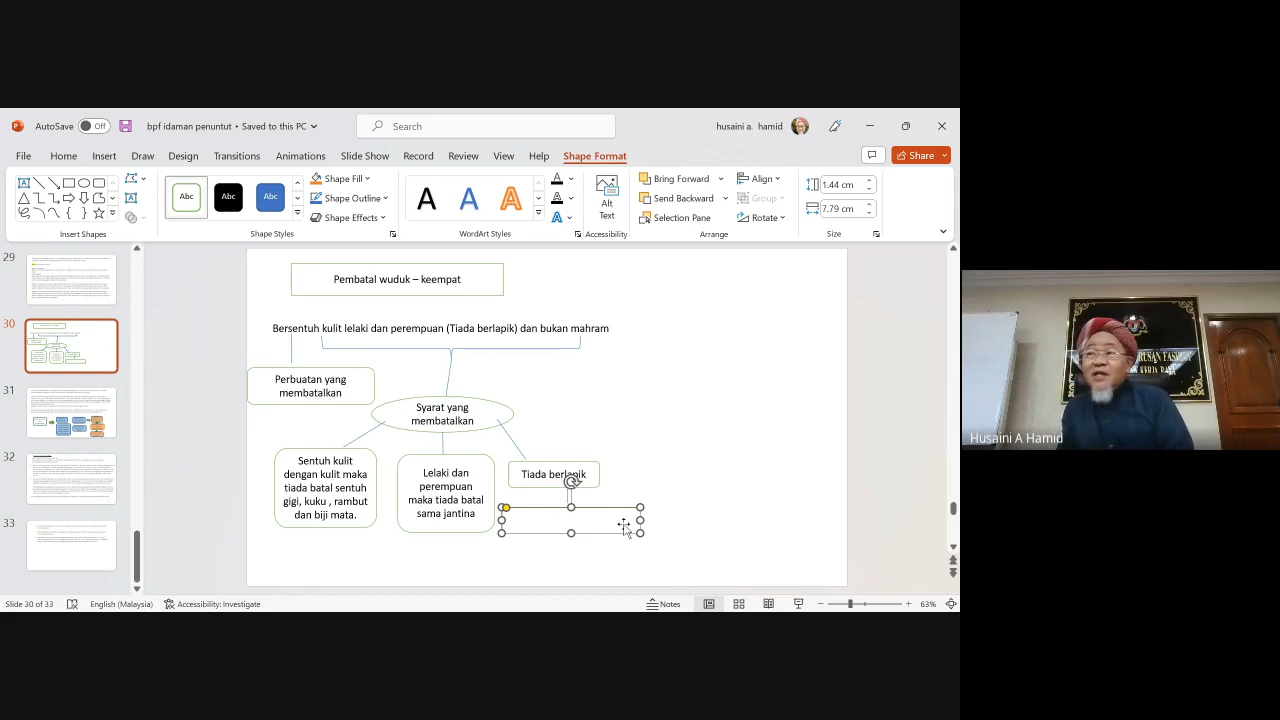 AutoSave Off bpf idaman penuntut • Saved to this PC Search husaini a. hamid
File Home Insert Draw Design Transitions Animations Slide Show Record Review View Help Shape Format Share
Abc Abc Abc
Shape Fill
Shape Outline
Shape Effects
A A A
Alt Text
Bring Forward
Send Backward
Selection Pane
Align
Group
Rotate
1.44 cm
7.79 cm
Insert Shapes Shape Styles WordArt Styles Accessibility Arrange Size
29
30
31
32
33
Pembatal wuduk – keempat
Bersentuh kulit lelaki dan perempuan (Tiada berlapik) dan bukan mahram
Perbuatan yang
membatalkan
Syarat yang
membatalkan
Sentuh kulit
dengan kulit maka
tiada batal sentuh
gigi, kuku , rambut
dan biji mata.
Lelaki dan
perempuan
maka tiada batal
sama jantina
Tiada berlapik
Slide 30 of 33 English (Malaysia) Accessibility: Investigate Notes 63%
Husaini A Hamid